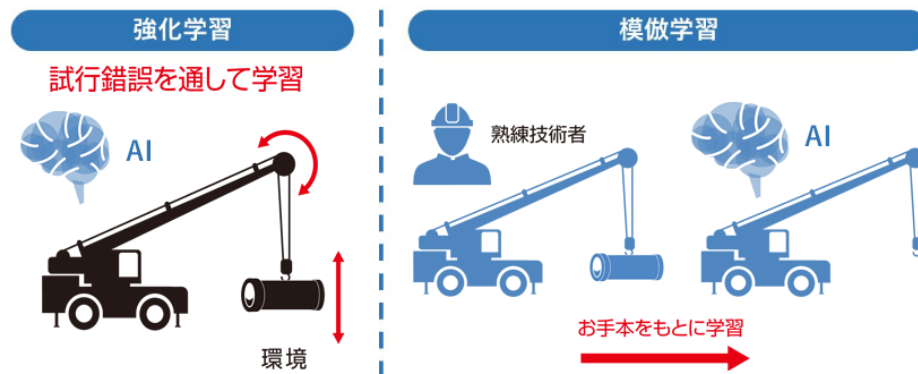 強化学習
試行錯誤を通して学習
AI
環境
模倣学習
熟練技術者
AI
お手本をもとに学習